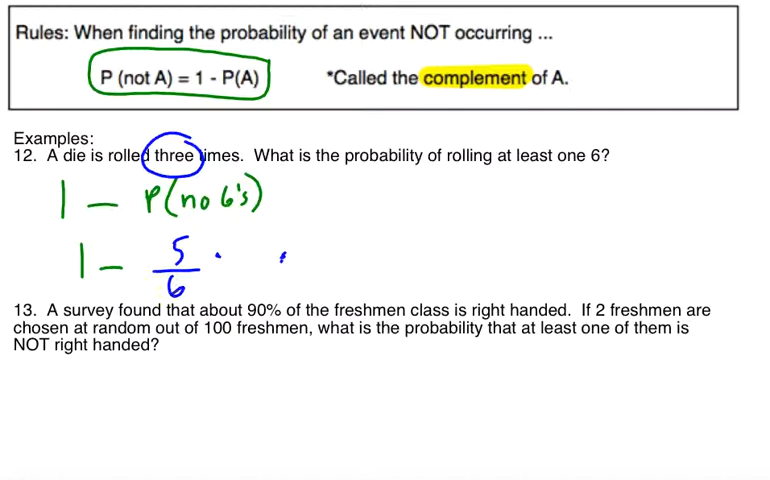 Rules: When finding the probability of an event NOT occurring ...
P (not A) = 1 - P(A) *Called the complement of A.
Examples:
12. A die is rolled three times. What is the probability of rolling at least one 6?
1 - P(no 6's)
1 - 5/6 · ·
13. A survey found that about 90% of the freshmen class is right handed. If 2 freshmen are
chosen at random out of 100 freshmen, what is the probability that at least one of them is
NOT right handed?